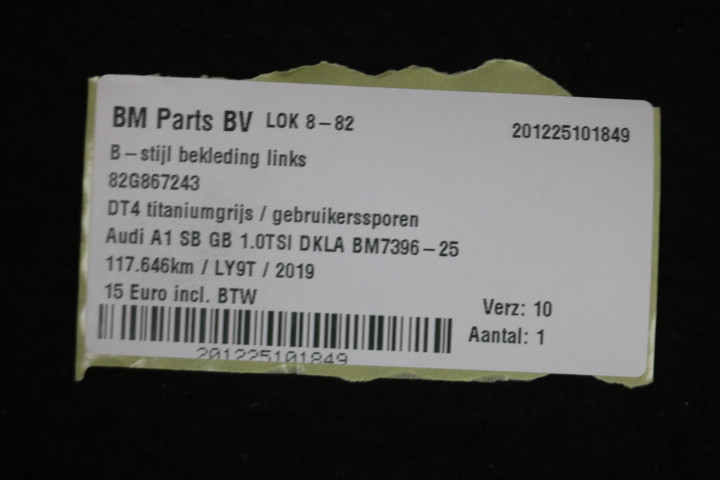 BM Parts BV LOK 8-82 201225101849
B-stijl bekleding links
82G867243
DT4 titaniumgrijs / gebruikerssporen
Audi A1 SB GB 1.0TSI DKLA BM7396-25
117.646km / LY9T / 2019
15 Euro incl. BTW
Verz: 10
Aantal: 1
201225101849